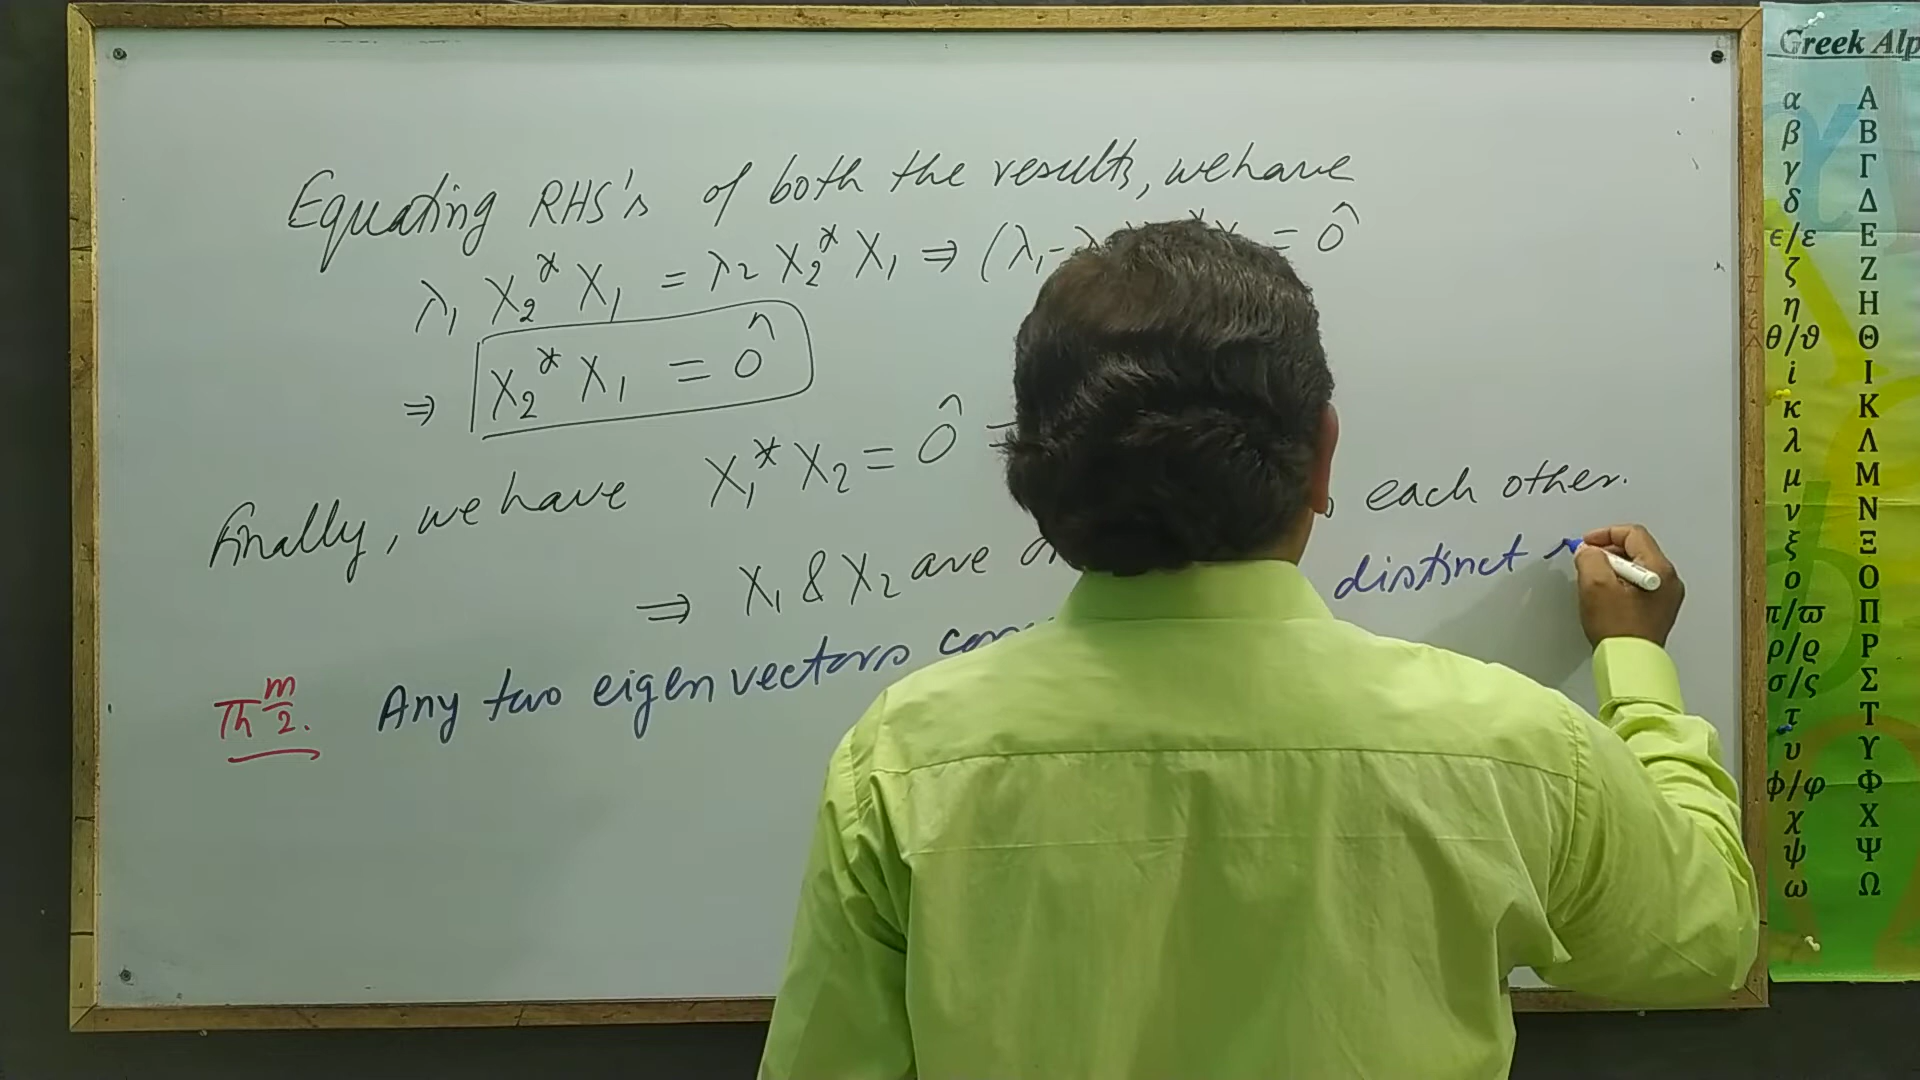 Equating RHS's of both the results, we have
λ₁ X₂* X₁ = λ₂ X₂* X₁ ⇒ (λ₁ - = ô
⇒ X₂* X₁ = ô
Finally, we have X₁* X₂ = ô
⇒ X₁ & X₂ are each other.
Thm 2. Any two eigen vectors distinct
Greek Alp
α Α
β Β
γ Γ
δ Δ
ϵ/ε Ε
ζ Ζ
η Η
θ/ϑ Θ
i Ι
κ Κ
λ Λ
μ Μ
ν Ν
ξ Ξ
ο Ο
π/ϖ Π
ρ/ϱ Ρ
σ/ς Σ
τ Τ
υ Υ
ϕ/φ Φ
χ Χ
ψ Ψ
ω Ω